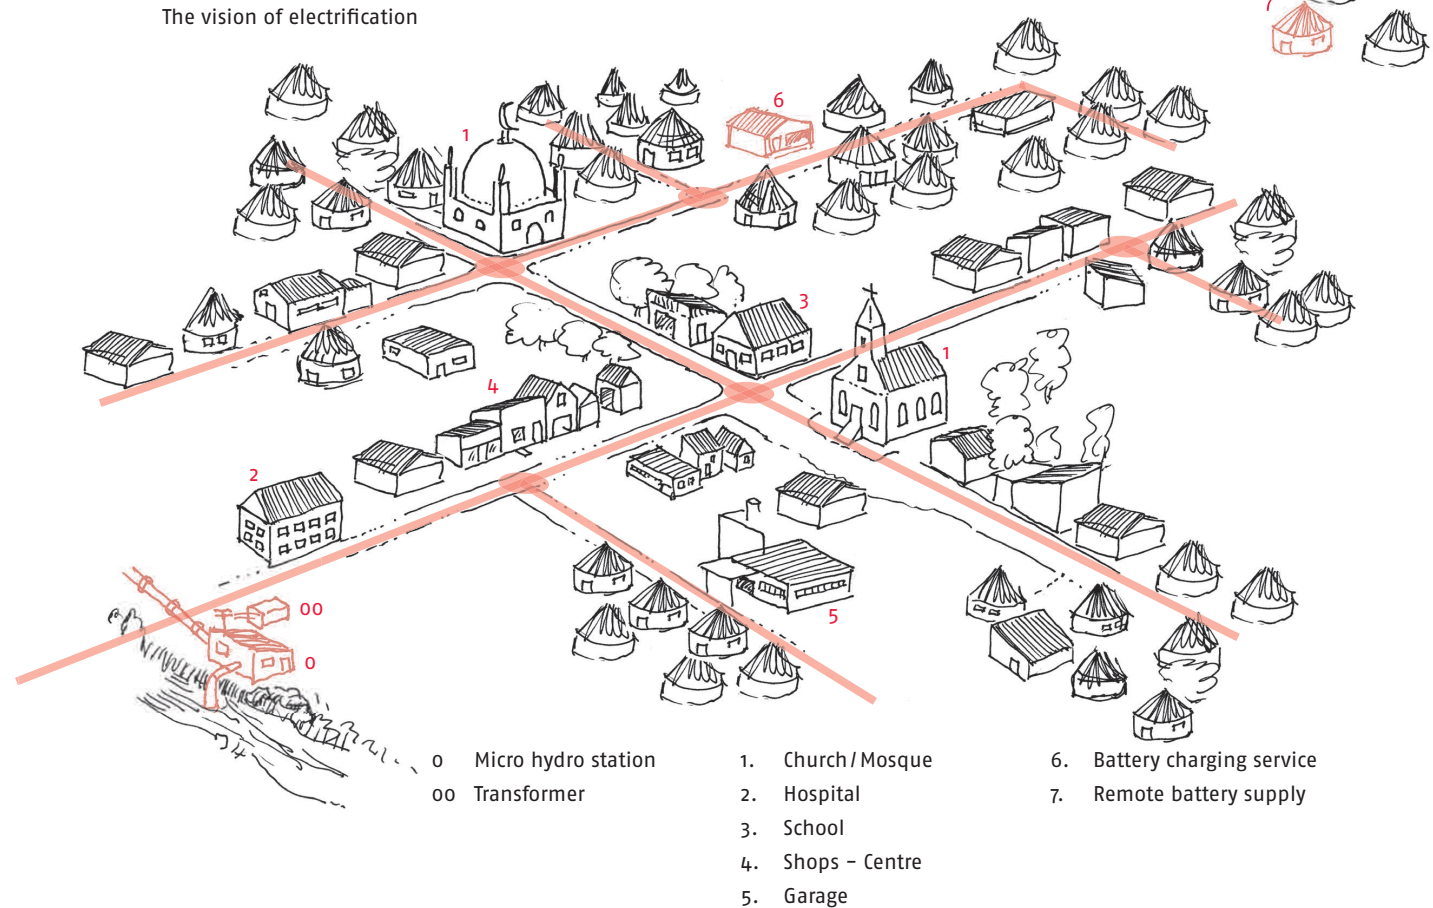 The vision of electrification
7
6
1
3
1
4
2
00
0
5
0 Micro hydro station
00 Transformer
1. Church / Mosque
2. Hospital
3. School
4. Shops – Centre
5. Garage
6. Battery charging service
7. Remote battery supply